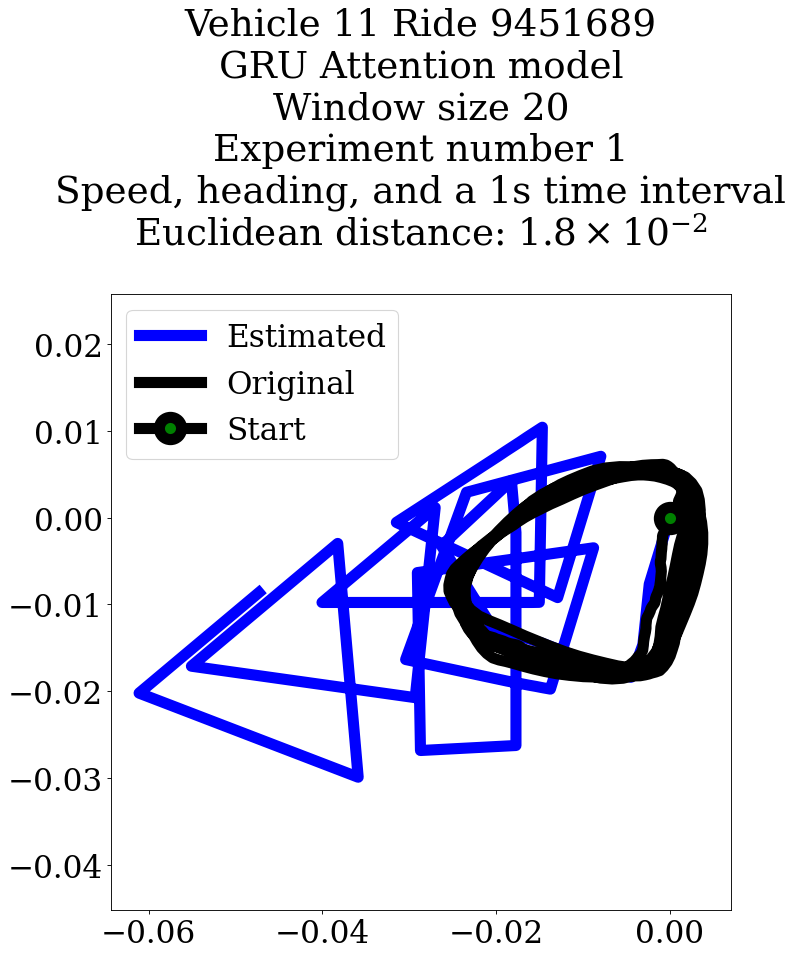 Vehicle 11 Ride 9451689
GRU Attention model
Window size 20
Experiment number 1
Speed, heading, and a 1s time interval
Euclidean distance: 1.8 × 10⁻²
Estimated
Original
Start
0.02
0.01
0.00
−0.01
−0.02
−0.03
−0.04
−0.06
−0.04
−0.02
0.00